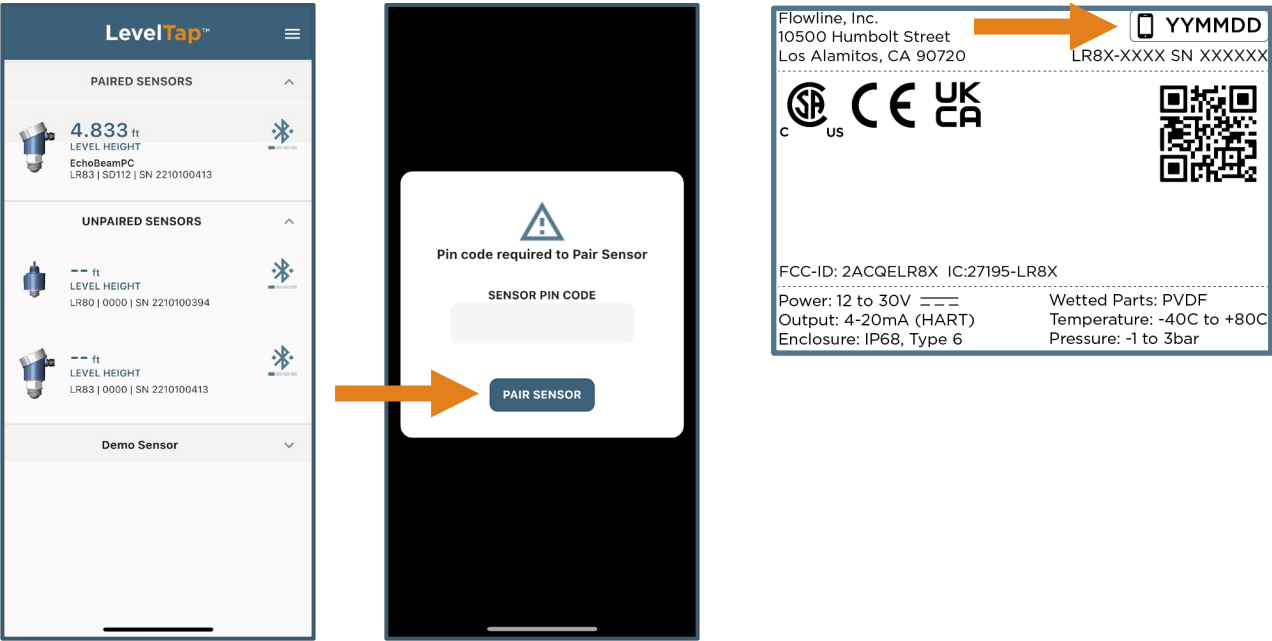 LevelTap™
PAIRED SENSORS
4.833 ft
LEVEL HEIGHT
EchoBeamPC
LR83 | SD112 | SN 2210100413
UNPAIRED SENSORS
-- ft
LEVEL HEIGHT
LR80 | 0000 | SN 2210100394
-- ft
LEVEL HEIGHT
LR83 | 0000 | SN 2210100413
Demo Sensor
Pin code required to Pair Sensor
SENSOR PIN CODE
PAIR SENSOR
Flowline, Inc.
10500 Humbolt Street
Los Alamitos, CA 90720
YYMMDD
LR8X-XXXX SN XXXXXX
C SA US CE UK CA
FCC-ID: 2ACQELR8X IC:27195-LR8X
Power: 12 to 30V
Output: 4-20mA (HART)
Enclosure: IP68, Type 6
Wetted Parts: PVDF
Temperature: -40C to +80C
Pressure: -1 to 3bar